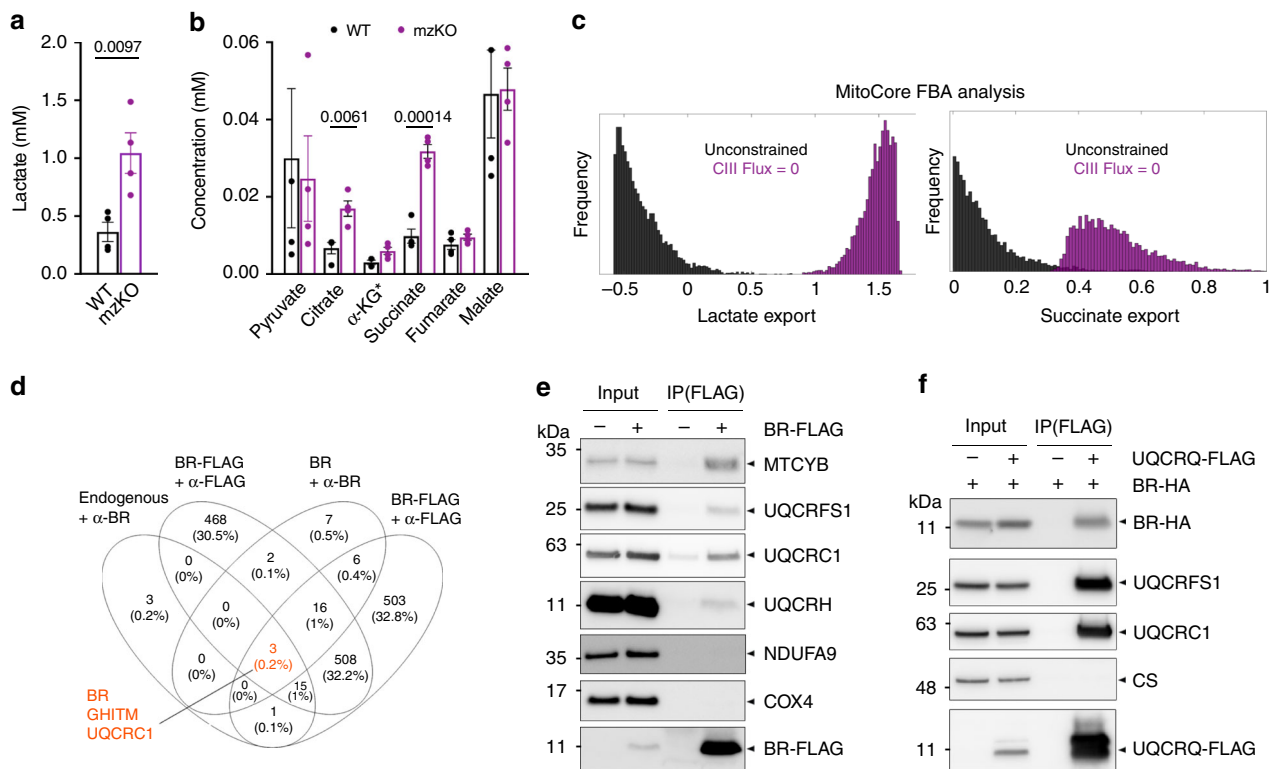 a
2.0
1.5
1.0
0.5
0.0
Lactate (mM)
0.0097
WT
mzKO
b
WT
mzKO
0.06
0.04
0.02
0.00
Concentration (mM)
0.0061
0.00014
Pyruvate
Citrate
α-KG*
Succinate
Fumarate
Malate
c
MitoCore FBA analysis
Frequency
Unconstrained
CIII Flux = 0
−0.5 0 0.5 1 1.5
Lactate export
Frequency
Unconstrained
CIII Flux = 0
0 0.2 0.4 0.6 0.8 1
Succinate export
d
Endogenous
+ α-BR
BR-FLAG
+ α-FLAG
BR
+ α-BR
BR-FLAG
+ α-FLAG
468
(30.5%)
7
(0.5%)
2
(0.1%)
0
(0%)
6
(0.4%)
3
(0.2%)
0
(0%)
16
(1%)
503
(32.8%)
3
(0.2%)
0
(0%)
508
(32.2%)
0
(0%)
15
(1%)
1
(0.1%)
BR
GHITM
UQCRC1
e
Input IP(FLAG)
− + − + BR-FLAG
kDa
35
MTCYB
25
UQCRFS1
63
UQCRC1
11
UQCRH
35
NDUFA9
17
COX4
11
BR-FLAG
f
Input IP(FLAG)
− + − + UQCRQ-FLAG
+ + + + BR-HA
kDa
11
BR-HA
25
UQCRFS1
63
UQCRC1
48
CS
11
UQCRQ-FLAG